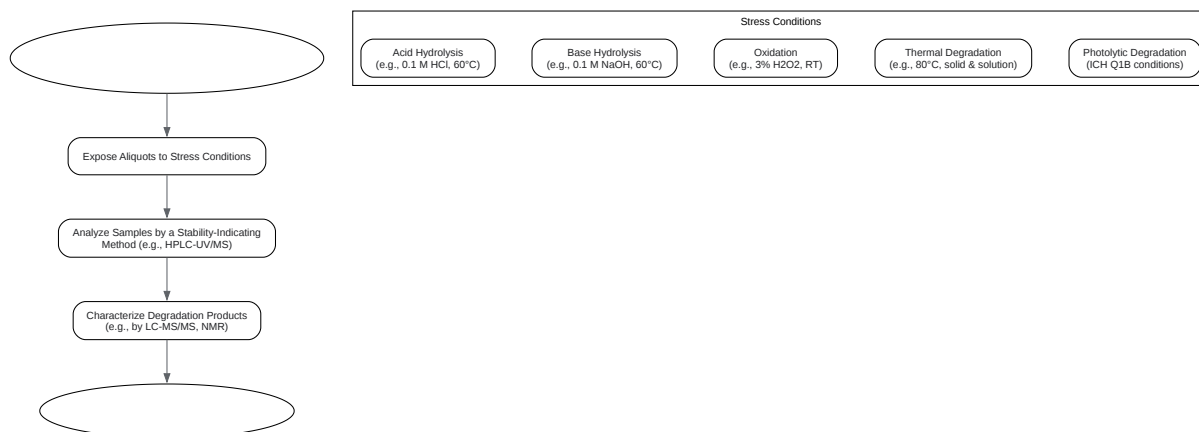 Stress Conditions
Acid Hydrolysis
(e.g., 0.1 M HCl, 60°C)
Base Hydrolysis
(e.g., 0.1 M NaOH, 60°C)
Oxidation
(e.g., 3% H2O2, RT)
Thermal Degradation
(e.g., 80°C, solid & solution)
Photolytic Degradation
(ICH Q1B conditions)
Expose Aliquots to Stress Conditions
Analyze Samples by a Stability-Indicating
Method (e.g., HPLC-UV/MS)
Characterize Degradation Products
(e.g., by LC-MS/MS, NMR)